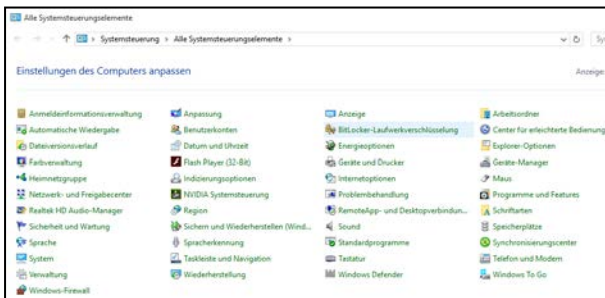 Alle Systemsteuerungselemente
Systemsteuerung > Alle Systemsteuerungselemente >
Einstellungen des Computers anpassen
Anzeige:
Anmeldeinformationsverwaltung Anpassung Anzeige Arbeitsordner
Automatische Wiedergabe Benutzerkonten BitLocker-Laufwerkverschlüsselung Center für erleichterte Bedienung
Dateiversionsverlauf Datum und Uhrzeit Energieoptionen Explorer-Optionen
Farbverwaltung Flash Player (32-Bit) Geräte und Drucker Geräte-Manager
Heimnetzgruppe Indizierungsoptionen Internetoptionen Maus
Netzwerk- und Freigabecenter NVIDIA Systemsteuerung Problembehandlung Programme und Features
Realtek HD Audio-Manager Region RemoteApp- und Desktopverbindun... Schriftarten
Sicherheit und Wartung Sichern und Wiederherstellen (Wind... Sound Speicherplätze
Sprache Spracherkennung Standardprogramme Synchronisierungscenter
System Taskleiste und Navigation Tastatur Telefon und Modem
Verwaltung Wiederherstellung Windows Defender Windows To Go
Windows-Firewall